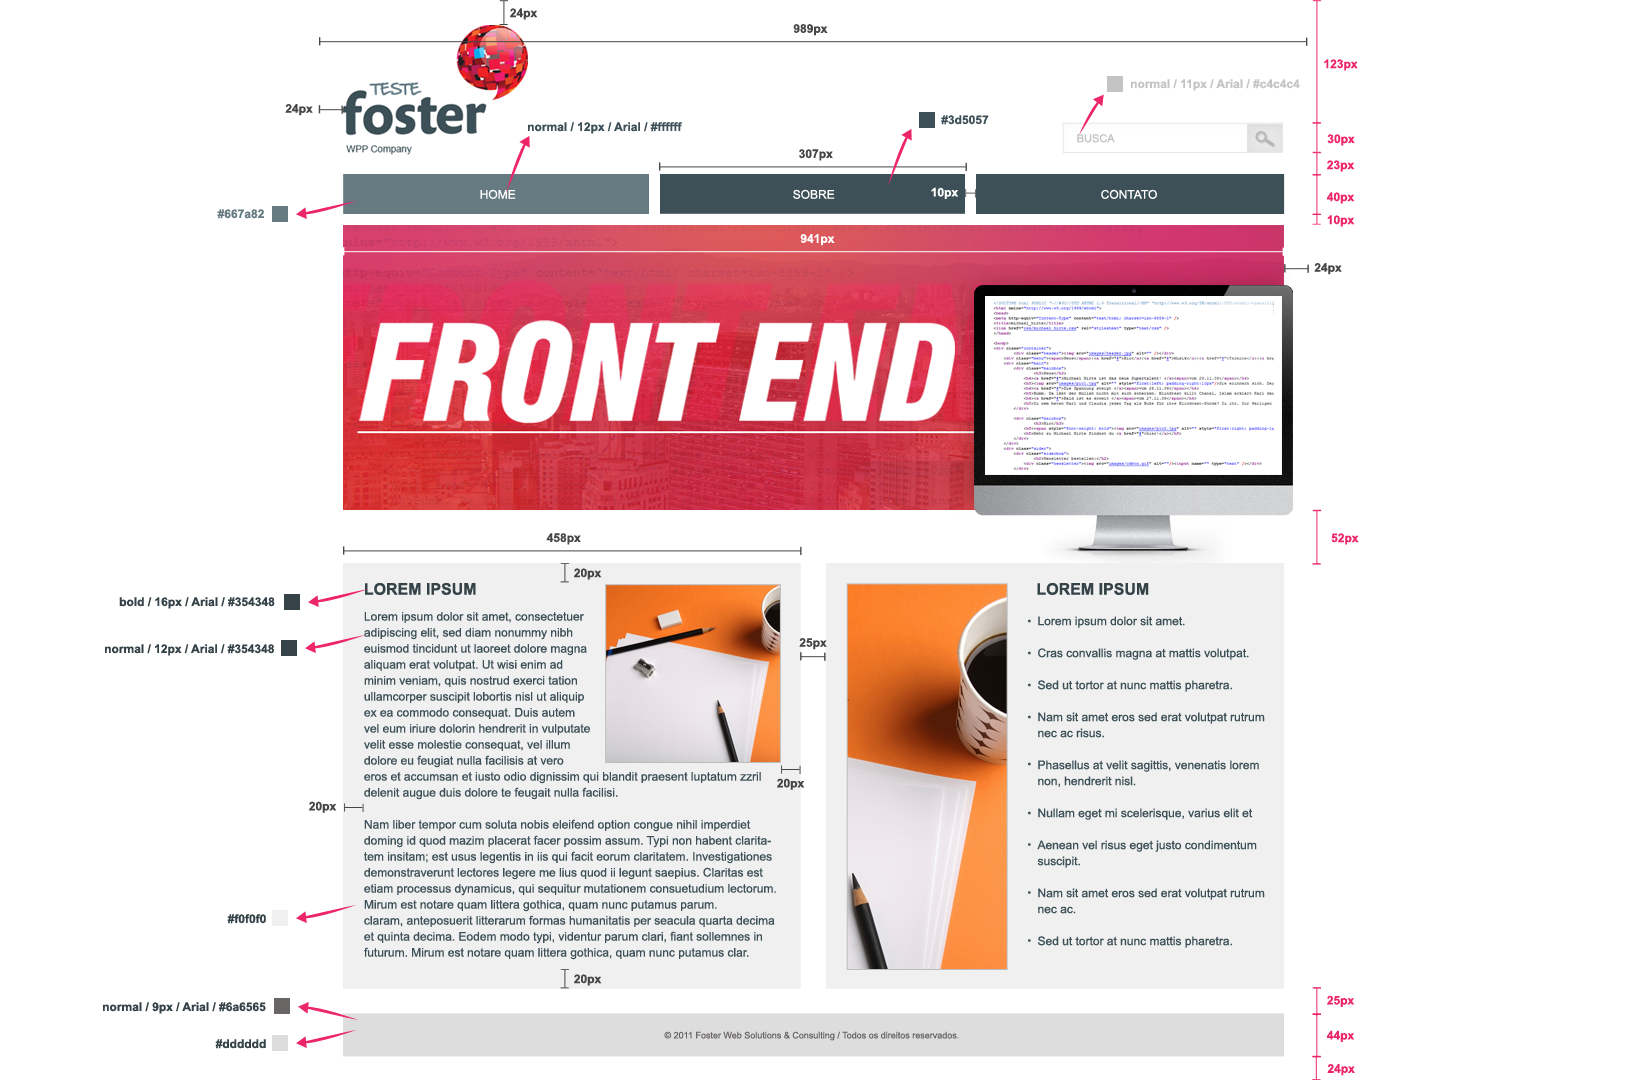 24px
989px
123px
normal / 11px / Arial / #c4c4c4
TESTE
foster
WPP Company
24px
normal / 12px / Arial / #ffffff
#3d5057
BUSCA
30px
307px
23px
HOME
SOBRE
10px
CONTATO
40px
#667a82
10px
941px
24px
FRONT END
52px
458px
20px
bold / 16px / Arial / #354348
normal / 12px / Arial / #354348
LOREM IPSUM
Lorem ipsum dolor sit amet, consectetuer
adipiscing elit, sed diam nonummy nibh
euismod tincidunt ut laoreet dolore magna
aliquam erat volutpat. Ut wisi enim ad
minim veniam, quis nostrud exerci tation
ullamcorper suscipit lobortis nisl ut aliquip
ex ea commodo consequat. Duis autem
vel eum iriure dolorin hendrerit in vulputate
velit esse molestie consequat, vel illum
dolore eu feugiat nulla facilisis at vero
eros et accumsan et iusto odio dignissim qui blandit praesent luptatum zzril
delenit augue duis dolore te feugait nulla facilisi.
20px
20px
25px
Nam liber tempor cum soluta nobis eleifend option congue nihil imperdiet
doming id quod mazim placerat facer possim assum. Typi non habent clarita-
tem insitam; est usus legentis in iis qui facit eorum claritatem. Investigationes
demonstraverunt lectores legere me lius quod ii legunt saepius. Claritas est
etiam processus dynamicus, qui sequitur mutationem consuetudium lectorum.
Mirum est notare quam littera gothica, quam nunc putamus parum.
claram, anteposuerit litterarum formas humanitatis per seacula quarta decima
et quinta decima. Eodem modo typi, videntur parum clari, fiant sollemnes in
futurum. Mirum est notare quam littera gothica, quam nunc putamus clar.
#f0f0f0
20px
LOREM IPSUM
• Lorem ipsum dolor sit amet.
• Cras convallis magna at mattis volutpat.
• Sed ut tortor at nunc mattis pharetra.
• Nam sit amet eros sed erat volutpat rutrum
nec ac risus.
• Phasellus at velit sagittis, venenatis lorem
non, hendrerit nisl.
• Nullam eget mi scelerisque, varius elit et
• Aenean vel risus eget justo condimentum
suscipit.
• Nam sit amet eros sed erat volutpat rutrum
nec ac.
• Sed ut tortor at nunc mattis pharetra.
25px
normal / 9px / Arial / #6a6565
#dddddd
© 2011 Foster Web Solutions & Consulting / Todos os direitos reservados.
44px
24px